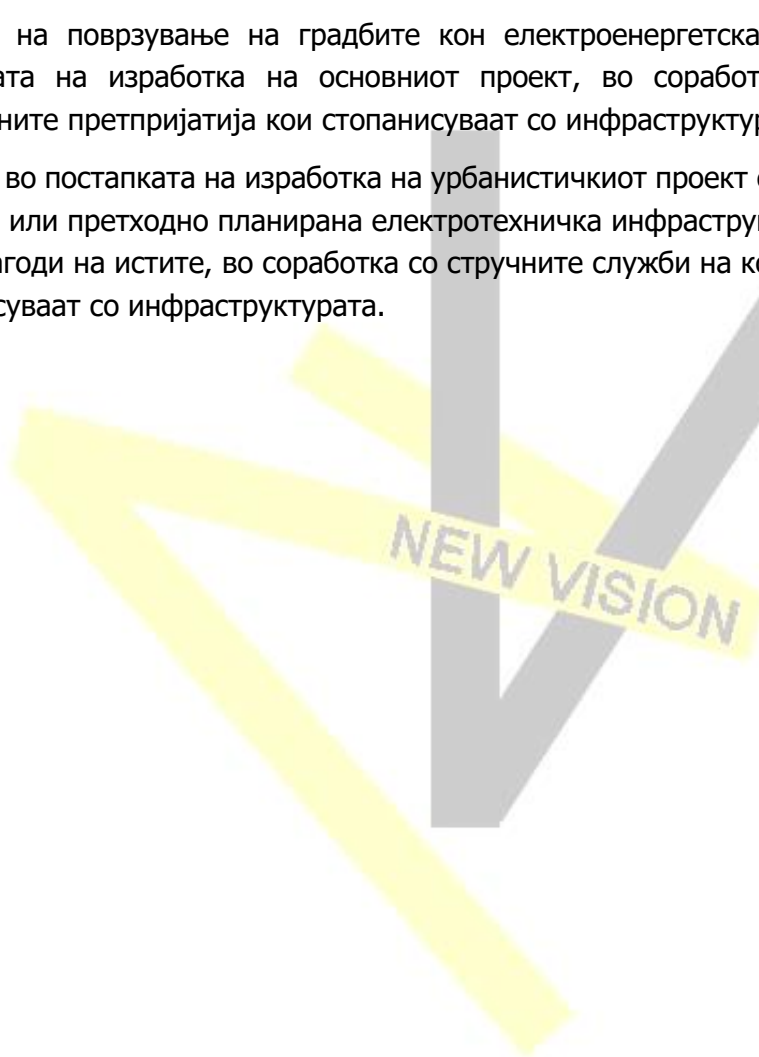 на поврзување на градбите кон електроенергетска
ата на изработка на основниот проект, во соработ
ните претпријатија кои стопанисуваат со инфраструктур
во постапката на изработка на урбанистичкиот проект
или претходно планирана електротехничка инфрастру
агоди на истите, во соработка со стручните служби на к
суваат со инфраструктурата.
NEW VISION